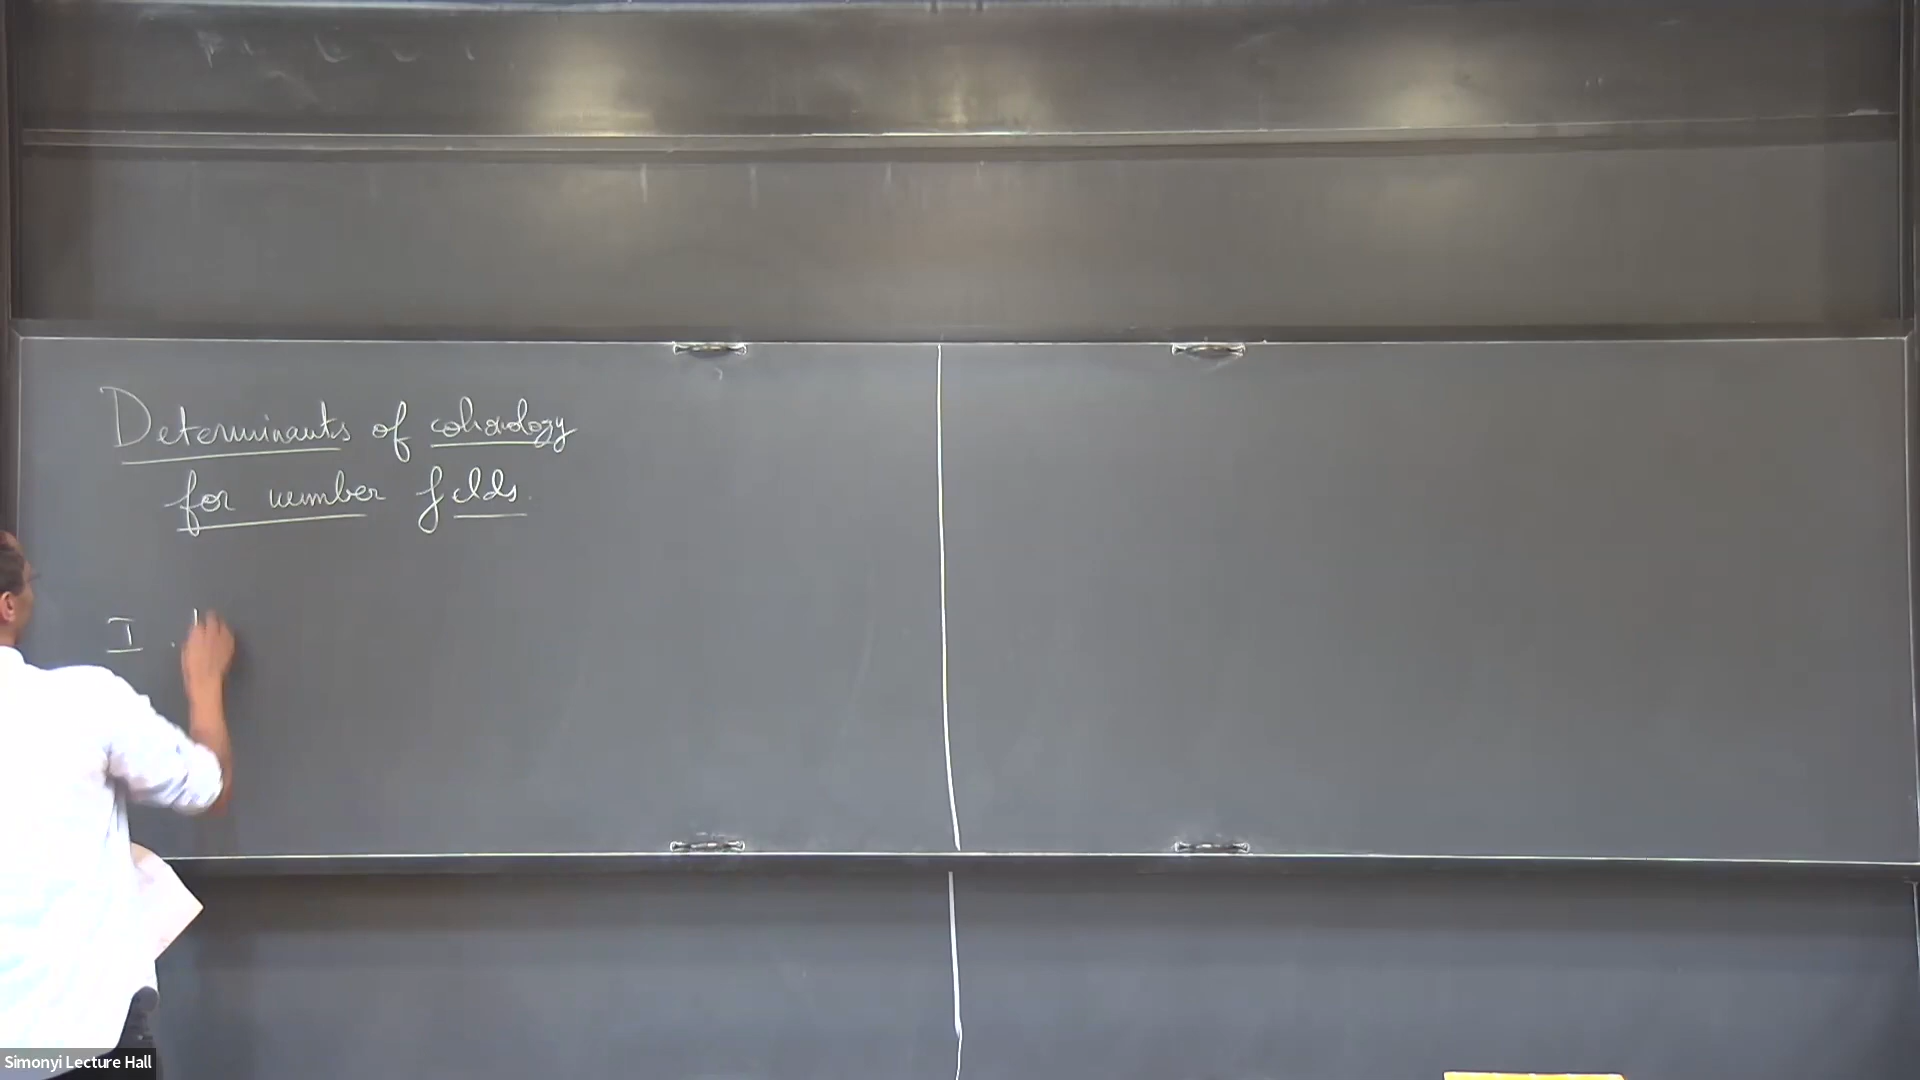 Determinants of cohomology
for number fields.
I.
Simonyi Lecture Hall